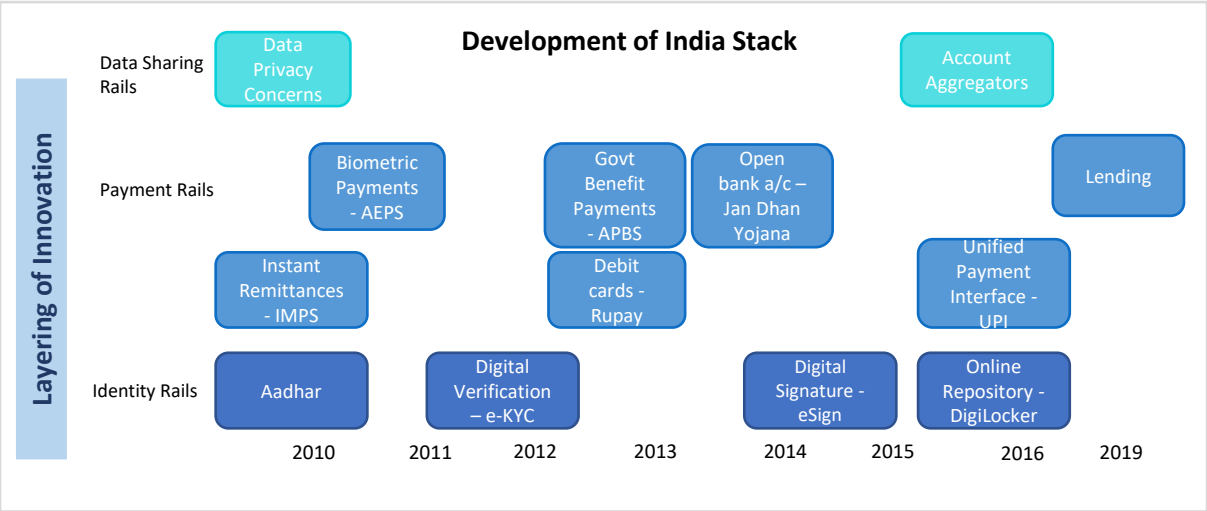 Development of India Stack
Layering of Innovation
Data Sharing
Rails
Data
Privacy
Concerns
Account
Aggregators
Payment Rails
Biometric
Payments
- AEPS
Govt
Benefit
Payments
- APBS
Open
bank a/c –
Jan Dhan
Yojana
Lending
Instant
Remittances
- IMPS
Debit
cards -
Rupay
Unified
Payment
Interface -
UPI
Identity Rails
Aadhar
Digital
Verification
– e-KYC
Digital
Signature -
eSign
Online
Repository -
DigiLocker
2010 2011 2012 2013 2014 2015 2016 2019